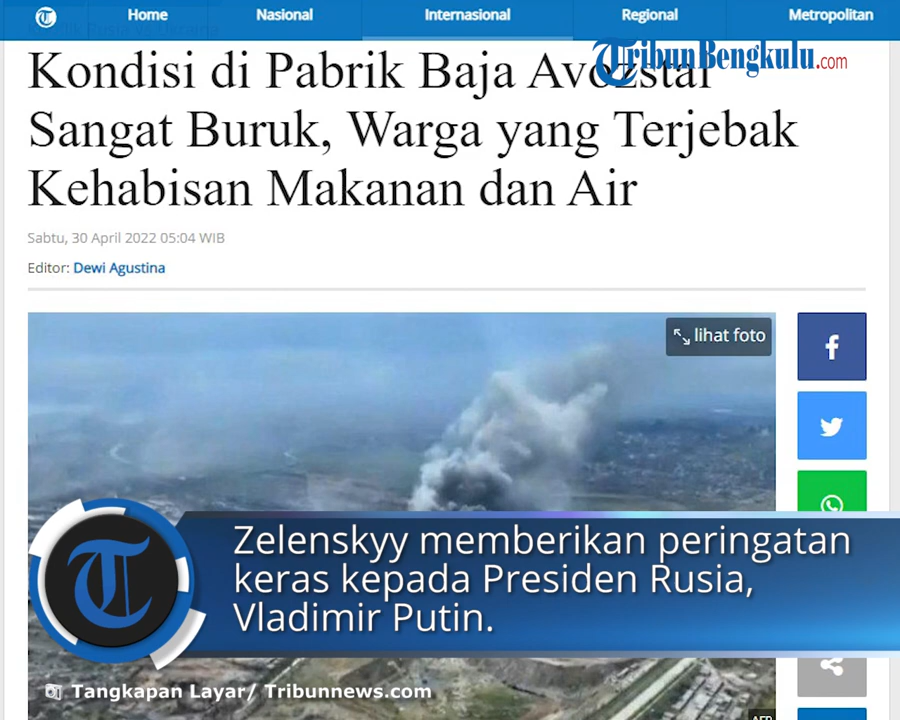 Home
Nasional
Internasional
Regional
Metropolitan
TribunBengkulu.com
Kondisi di Pabrik Baja Avozstal
Sangat Buruk, Warga yang Terjebak
Kehabisan Makanan dan Air
Sabtu, 30 April 2022 05:04 WIB
Editor: Dewi Agustina
lihat foto
Zelenskyy memberikan peringatan
keras kepada Presiden Rusia,
Vladimir Putin.
Tangkapan Layar/ Tribunnews.com
AFP